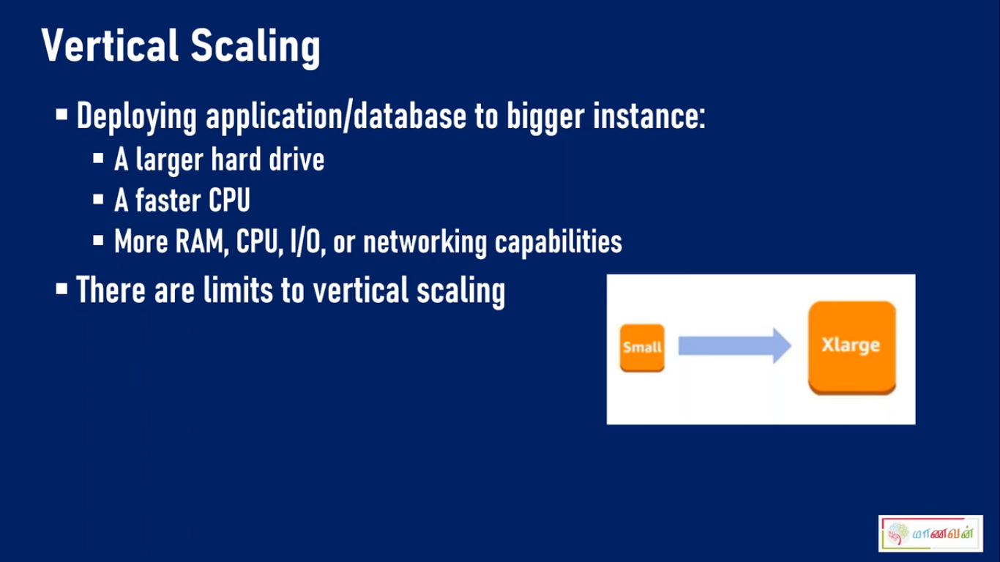 Vertical Scaling
▪ Deploying application/database to bigger instance:
▪ A larger hard drive
▪ A faster CPU
▪ More RAM, CPU, I/O, or networking capabilities
▪ There are limits to vertical scaling
Small
Xlarge
மாணவன்